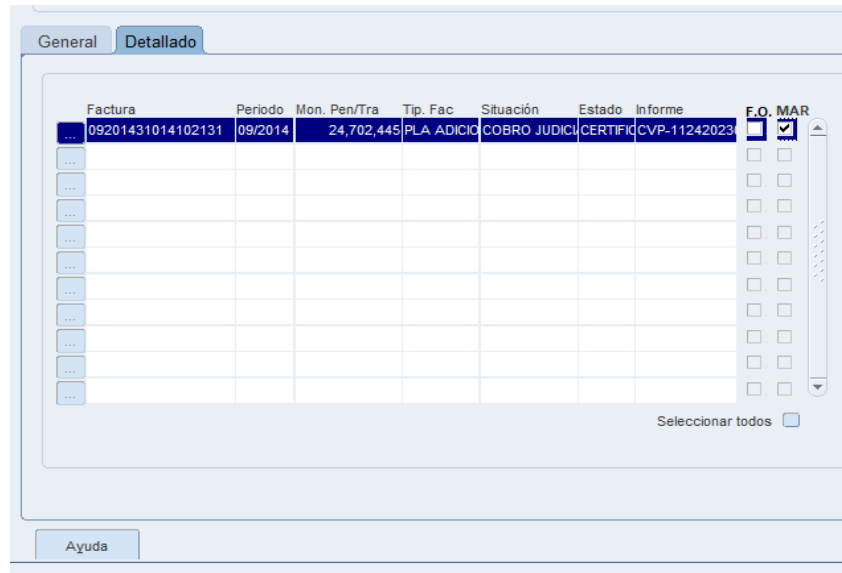 General Detallado
Factura Periodo Mon. Pen/Tra Tip. Fac Situación Estado Informe F.O. MAR
... 09201431014102131 09/2014 24,702,445 PLA ADICIO COBRO JUDICI CERTIFIC CVP-11242023
...
...
...
...
...
...
...
...
...
...
Seleccionar todos
Ayuda